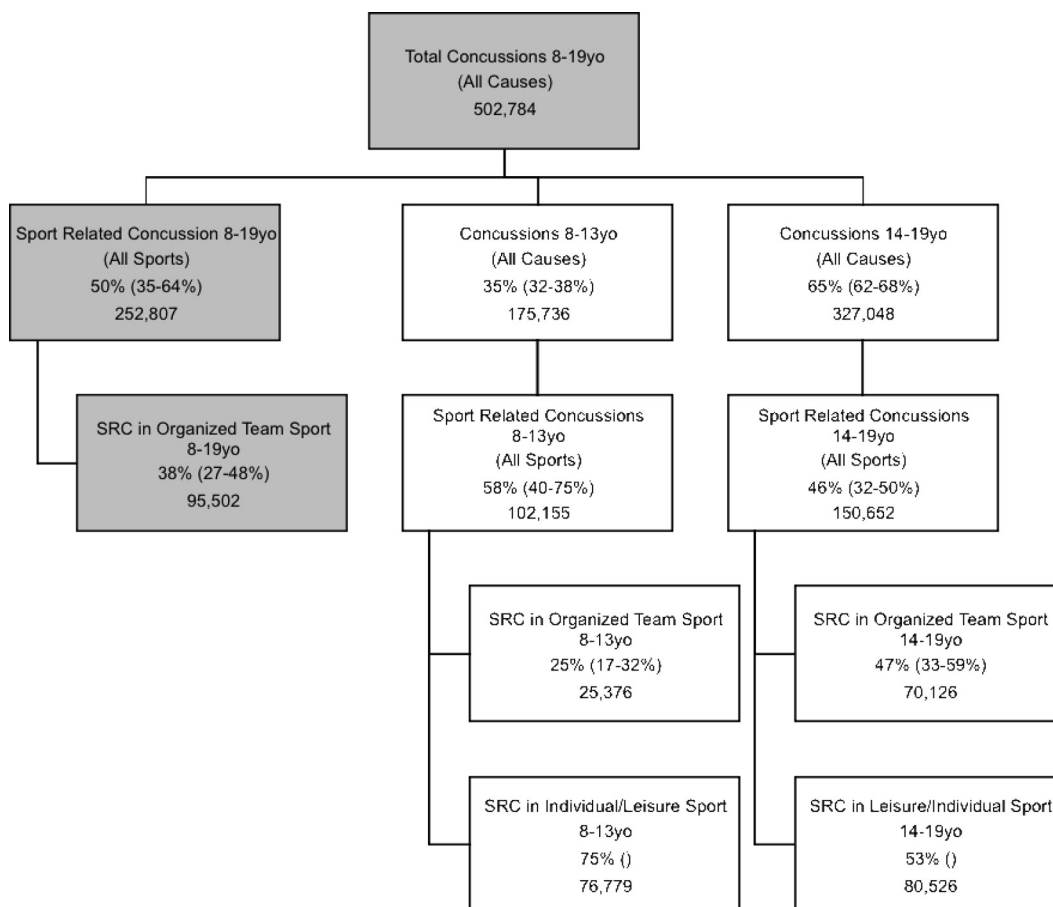 Total Concussions 8-19yo
(All Causes)
502,784
Sport Related Concussion 8-19yo
(All Sports)
50% (35-64%)
252,807
Concussions 8-13yo
(All Causes)
35% (32-38%)
175,736
Concussions 14-19yo
(All Causes)
65% (62-68%)
327,048
SRC in Organized Team Sport
8-19yo
38% (27-48%)
95,502
Sport Related Concussions
8-13yo
(All Sports)
58% (40-75%)
102,155
Sport Related Concussions
14-19yo
(All Sports)
46% (32-50%)
150,652
SRC in Organized Team Sport
8-13yo
25% (17-32%)
25,376
SRC in Organized Team Sport
14-19yo
47% (33-59%)
70,126
SRC in Individual/Leisure Sport
8-13yo
75% ()
76,779
SRC in Leisure/Individual Sport
14-19yo
53% ()
80,526